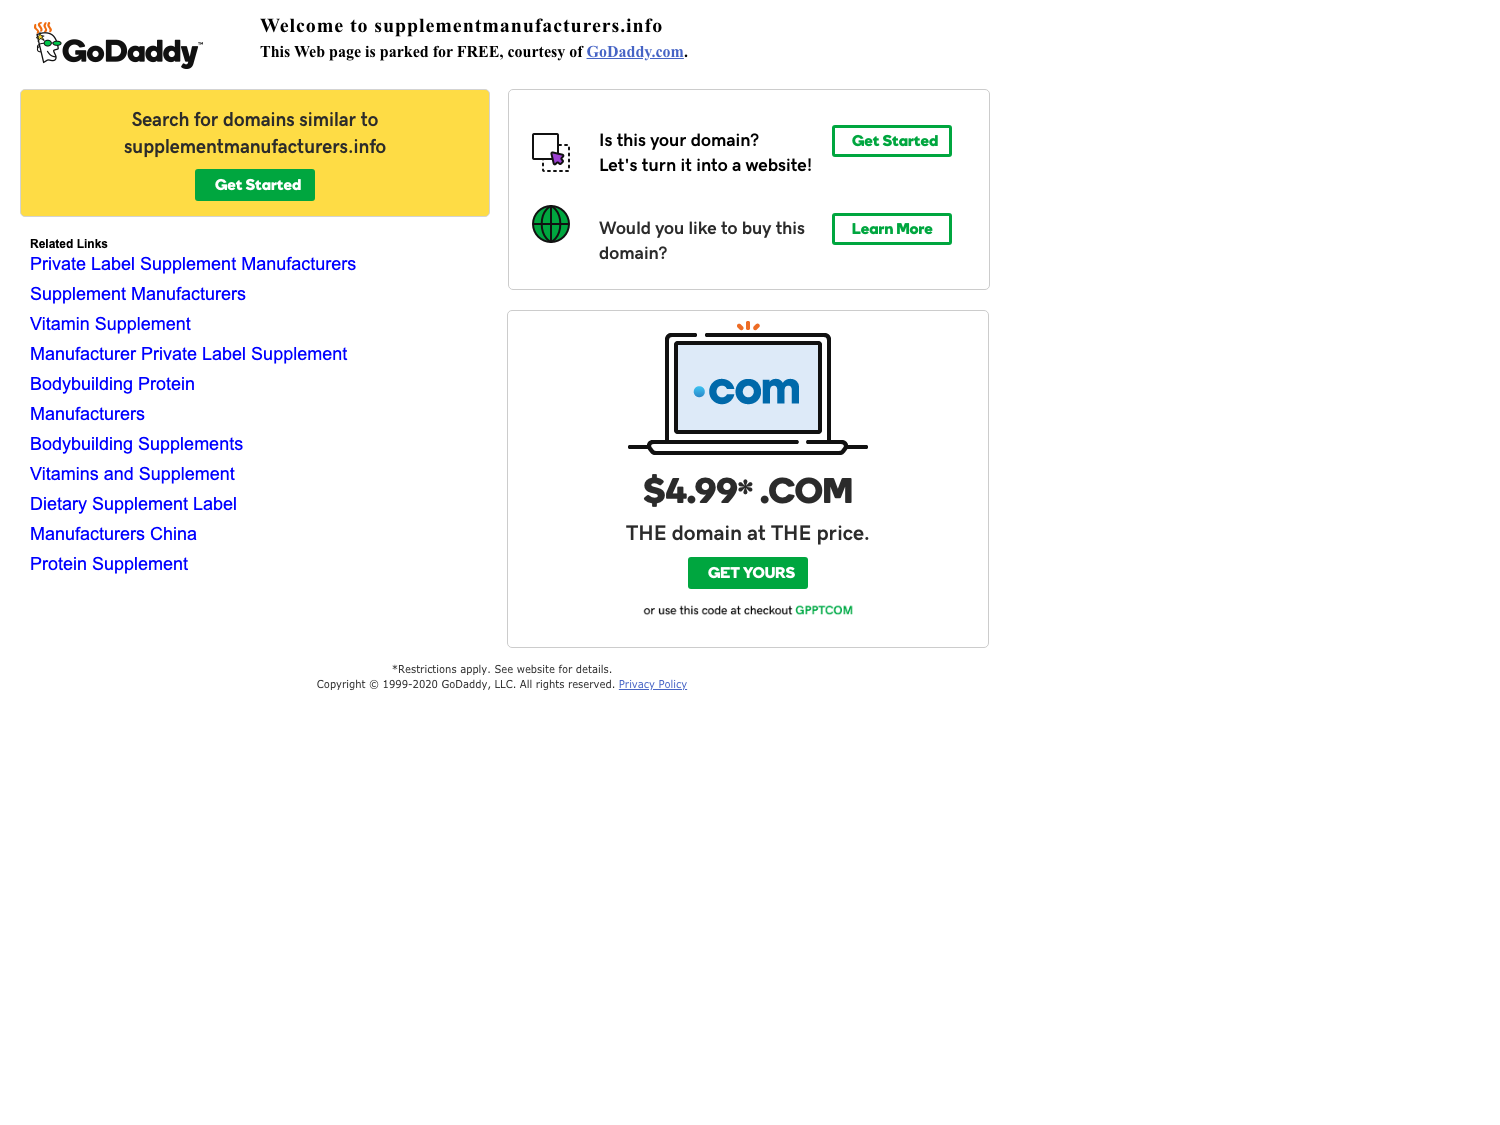 GoDaddy™
Welcome to supplementmanufacturers.info
This Web page is parked for FREE, courtesy of GoDaddy.com.
Search for domains similar to
supplementmanufacturers.info
Get Started
Related Links
Private Label Supplement Manufacturers
Supplement Manufacturers
Vitamin Supplement
Manufacturer Private Label Supplement
Bodybuilding Protein
Manufacturers
Bodybuilding Supplements
Vitamins and Supplement
Dietary Supplement Label
Manufacturers China
Protein Supplement
Is this your domain?
Let's turn it into a website!
Get Started
Would you like to buy this
domain?
Learn More
.com
$4.99* .COM
THE domain at THE price.
GET YOURS
or use this code at checkout GPPTCOM
*Restrictions apply. See website for details.
Copyright © 1999-2020 GoDaddy, LLC. All rights reserved. Privacy Policy